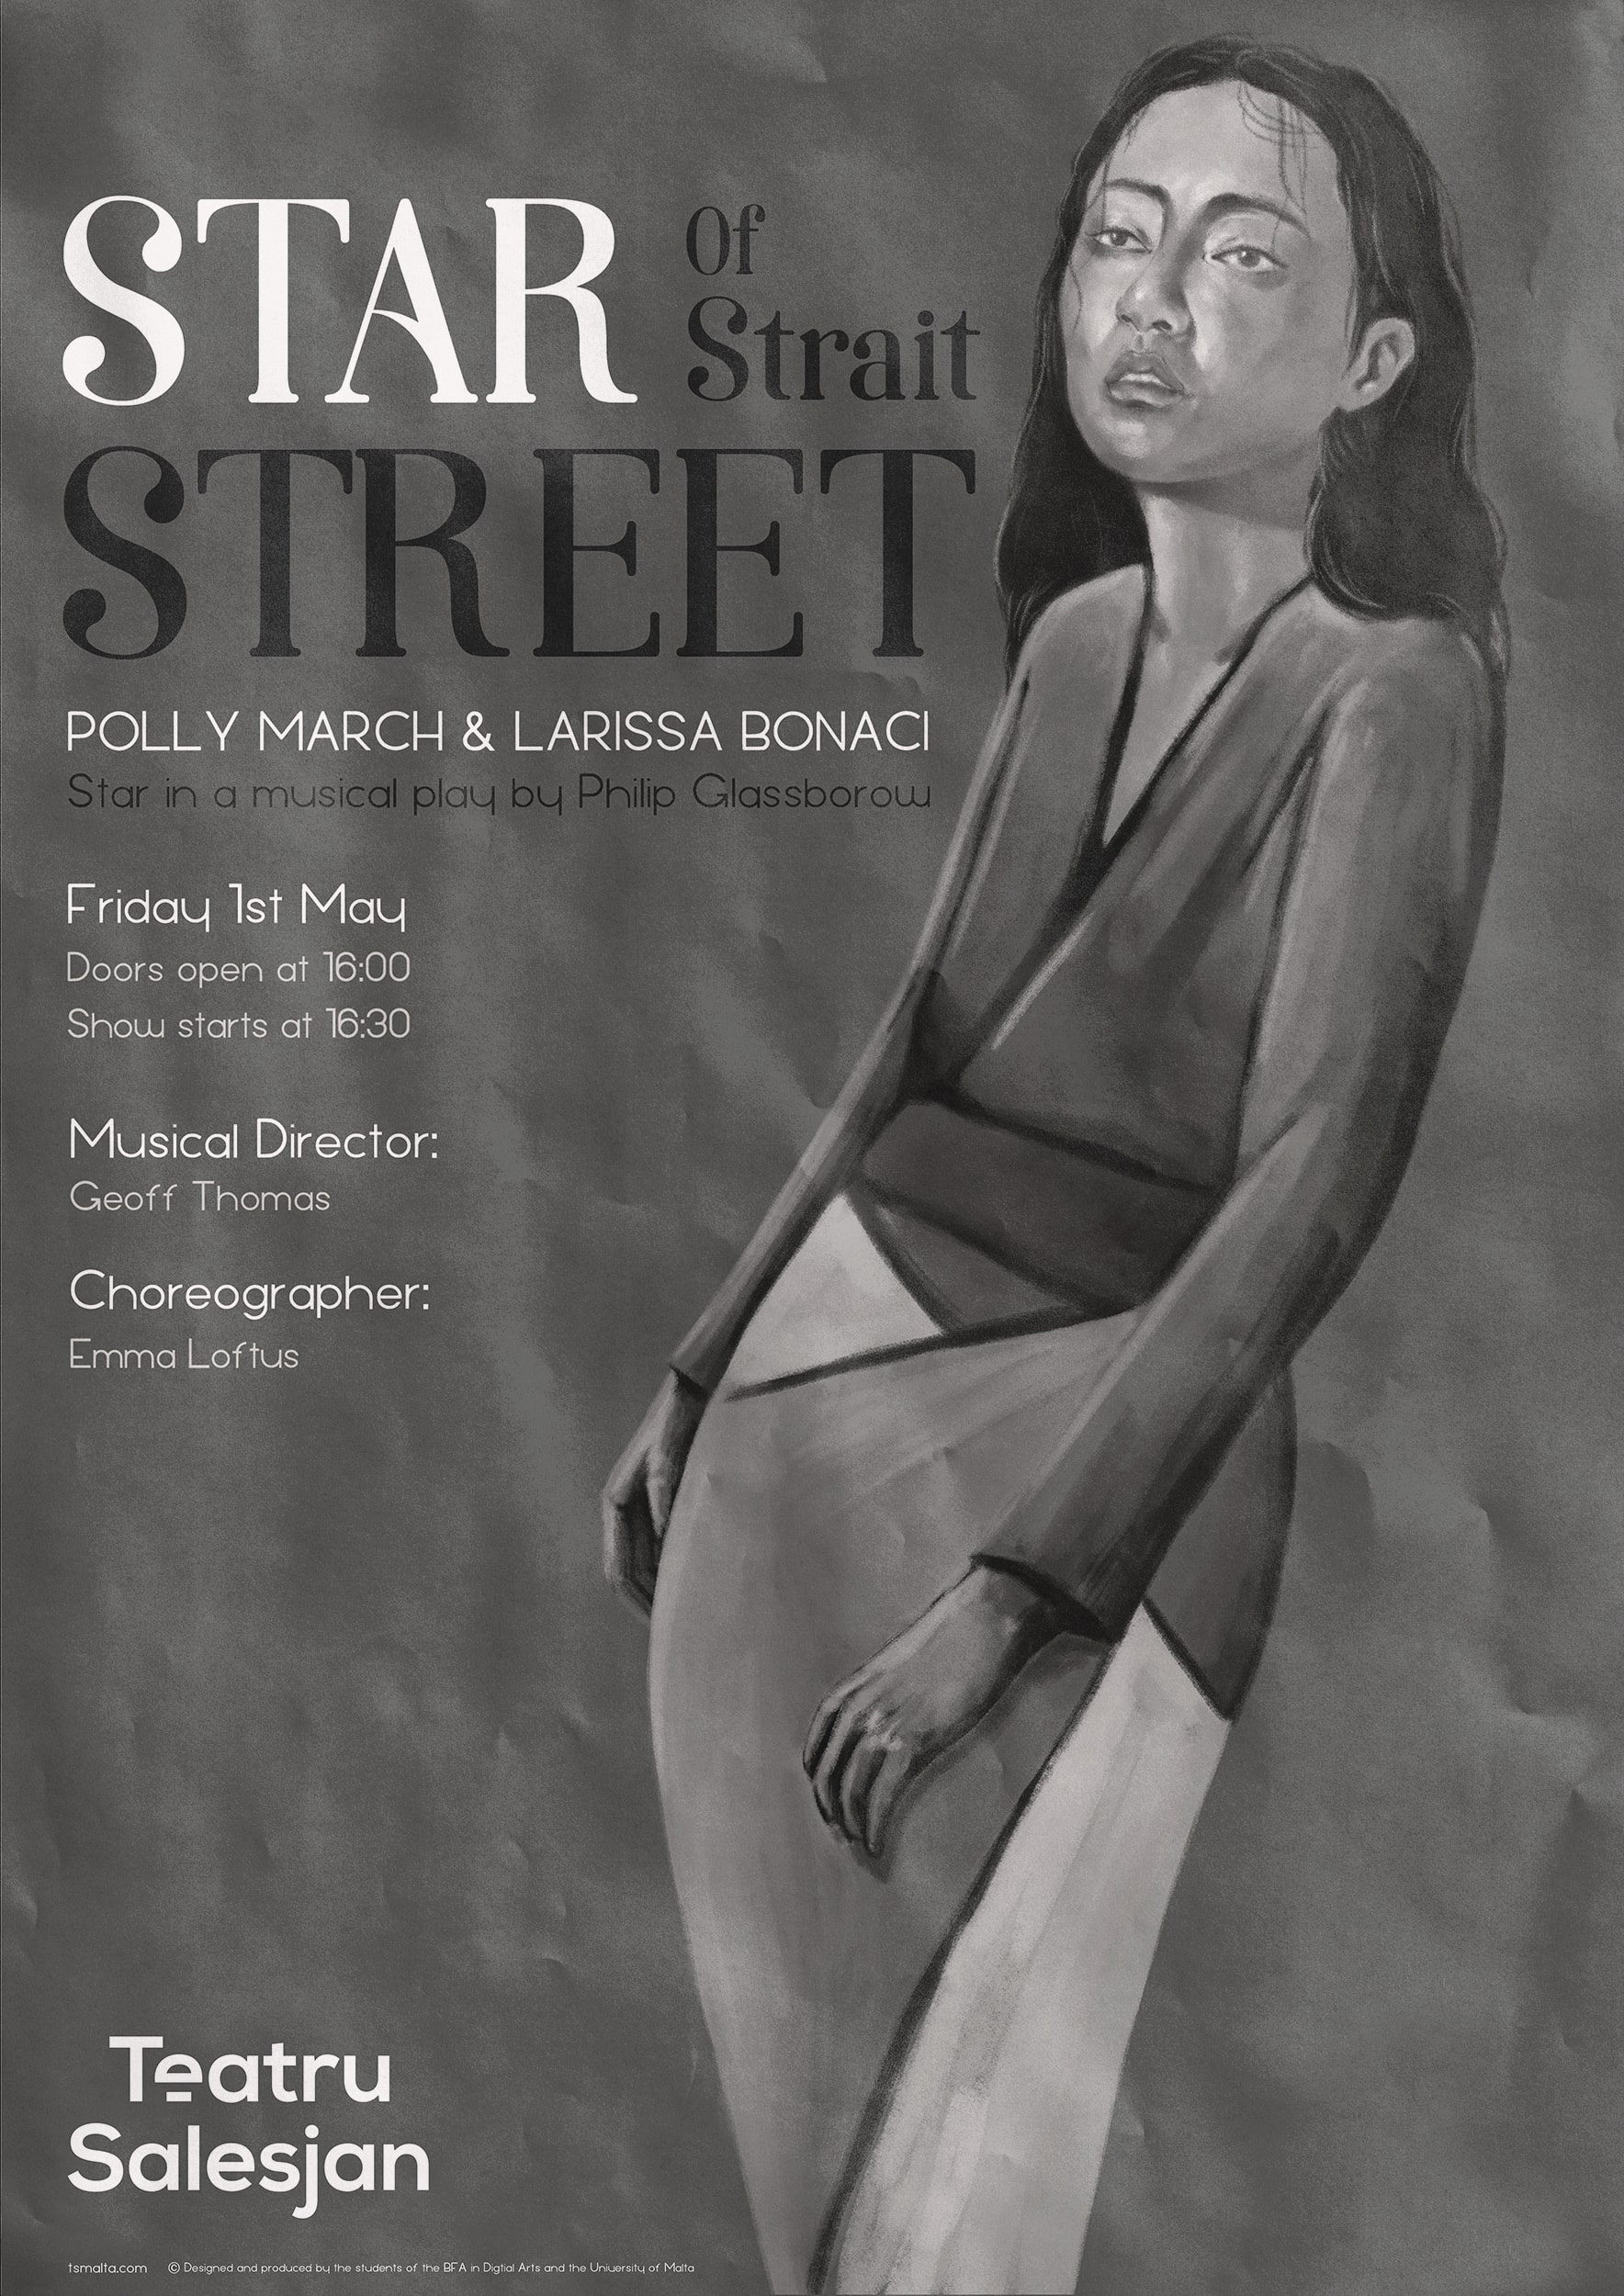 STAR Of
Strait
STREET
POLLY MARCH & LARISSA BONACI
Star in a musical play by Philip Glassborow
Friday 1st May
Doors open at 16:00
Show starts at 16:30
Musical Director:
Geoff Thomas
Choreographer:
Emma Loftus
Teatru
Salesjan
tsmalta.com © Designed and produced by the students of the BFA in Digtial Arts and the University of Malta